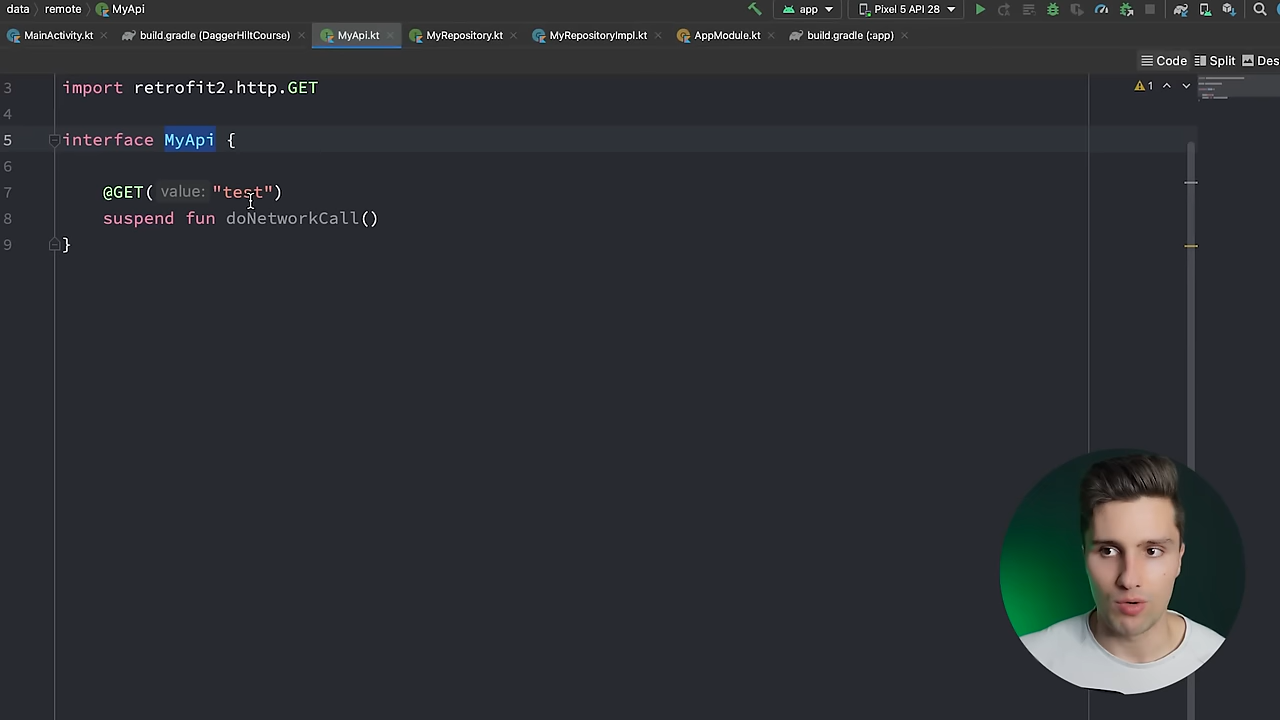 data remote MyApi app Pixel 5 API 28
MainActivity.kt build.gradle (DaggerHiltCourse) MyApi.kt MyRepository.kt MyRepositoryImpl.kt AppModule.kt build.gradle (:app)
Code Split Des
3 import retrofit2.http.GET 1
4
5 interface MyApi {
6
7 @GET( value: "test")
8 suspend fun doNetworkCall()
9 }